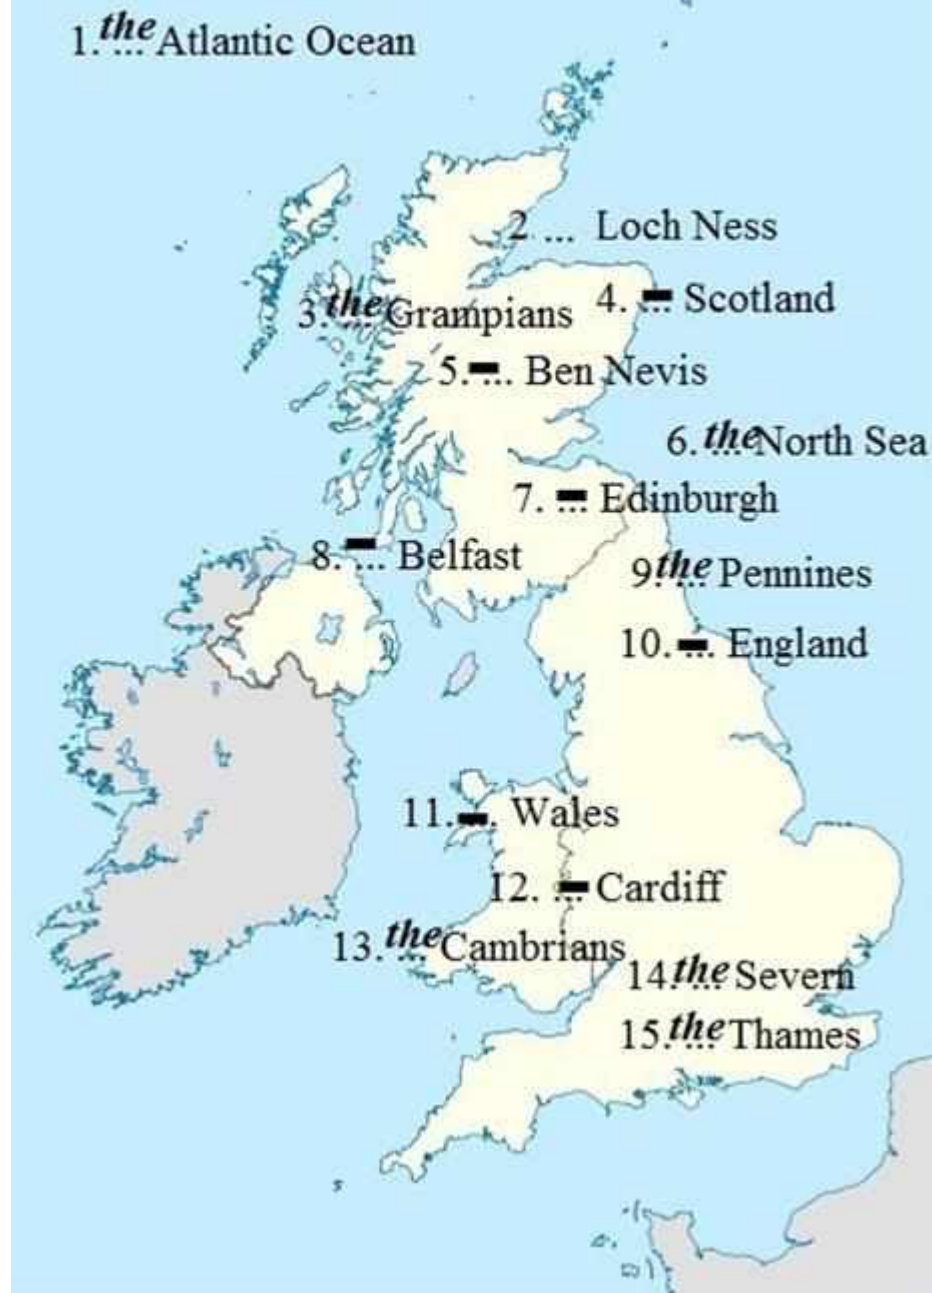 1. the ... Atlantic Ocean
2 ... Loch Ness
4. – ... Scotland
3. the ... Grampians
5. – ... Ben Nevis
6. the ... North Sea
7. – ... Edinburgh
8. – ... Belfast
9. the ... Pennines
10. – ... England
11. – ... Wales
12. – ... Cardiff
13. the ... Cambrians
14. the ... Severn
15. the ... Thames